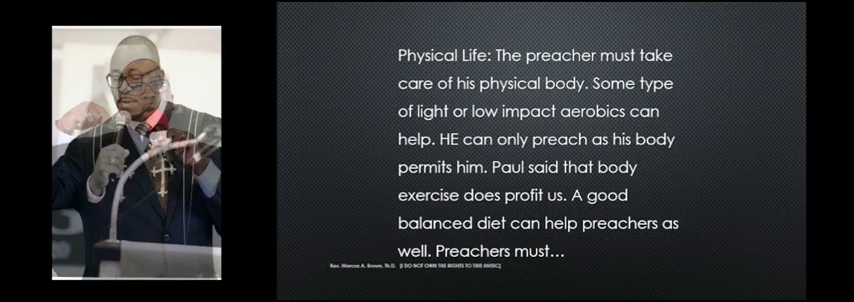 Physical Life: The preacher must take
care of his physical body. Some type
of light or low impact aerobics can
help. HE can only preach as his body
permits him. Paul said that body
exercise does profit us. A good
balanced diet can help preachers as
well. Preachers must...
Rev. Marcus A. Brown, Th.D. (I DO NOT OWN THE RIGHTS TO THIS MUSIC)